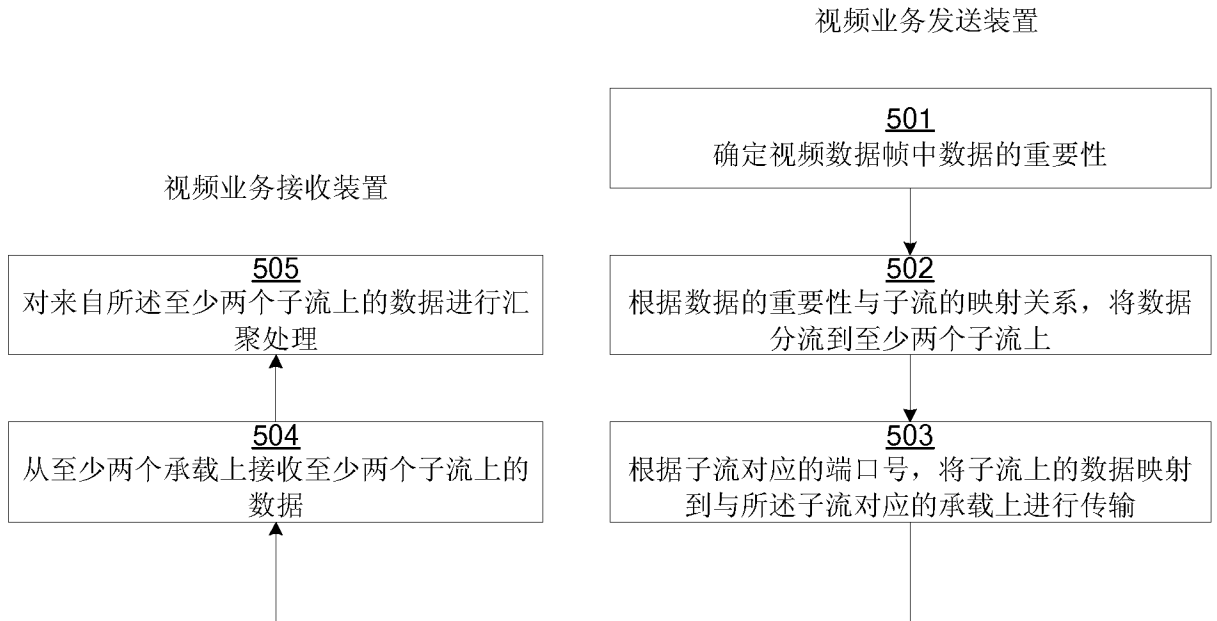 视频业务发送装置
501
确定视频数据帧中数据的重要性
502
根据数据的重要性与子流的映射关系，将数据
分流到至少两个子流上
503
根据子流对应的端口号，将子流上的数据映射
到与所述子流对应的承载上进行传输
视频业务接收装置
505
对来自所述至少两个子流上的数据进行汇
聚处理
504
从至少两个承载上接收至少两个子流上的
数据